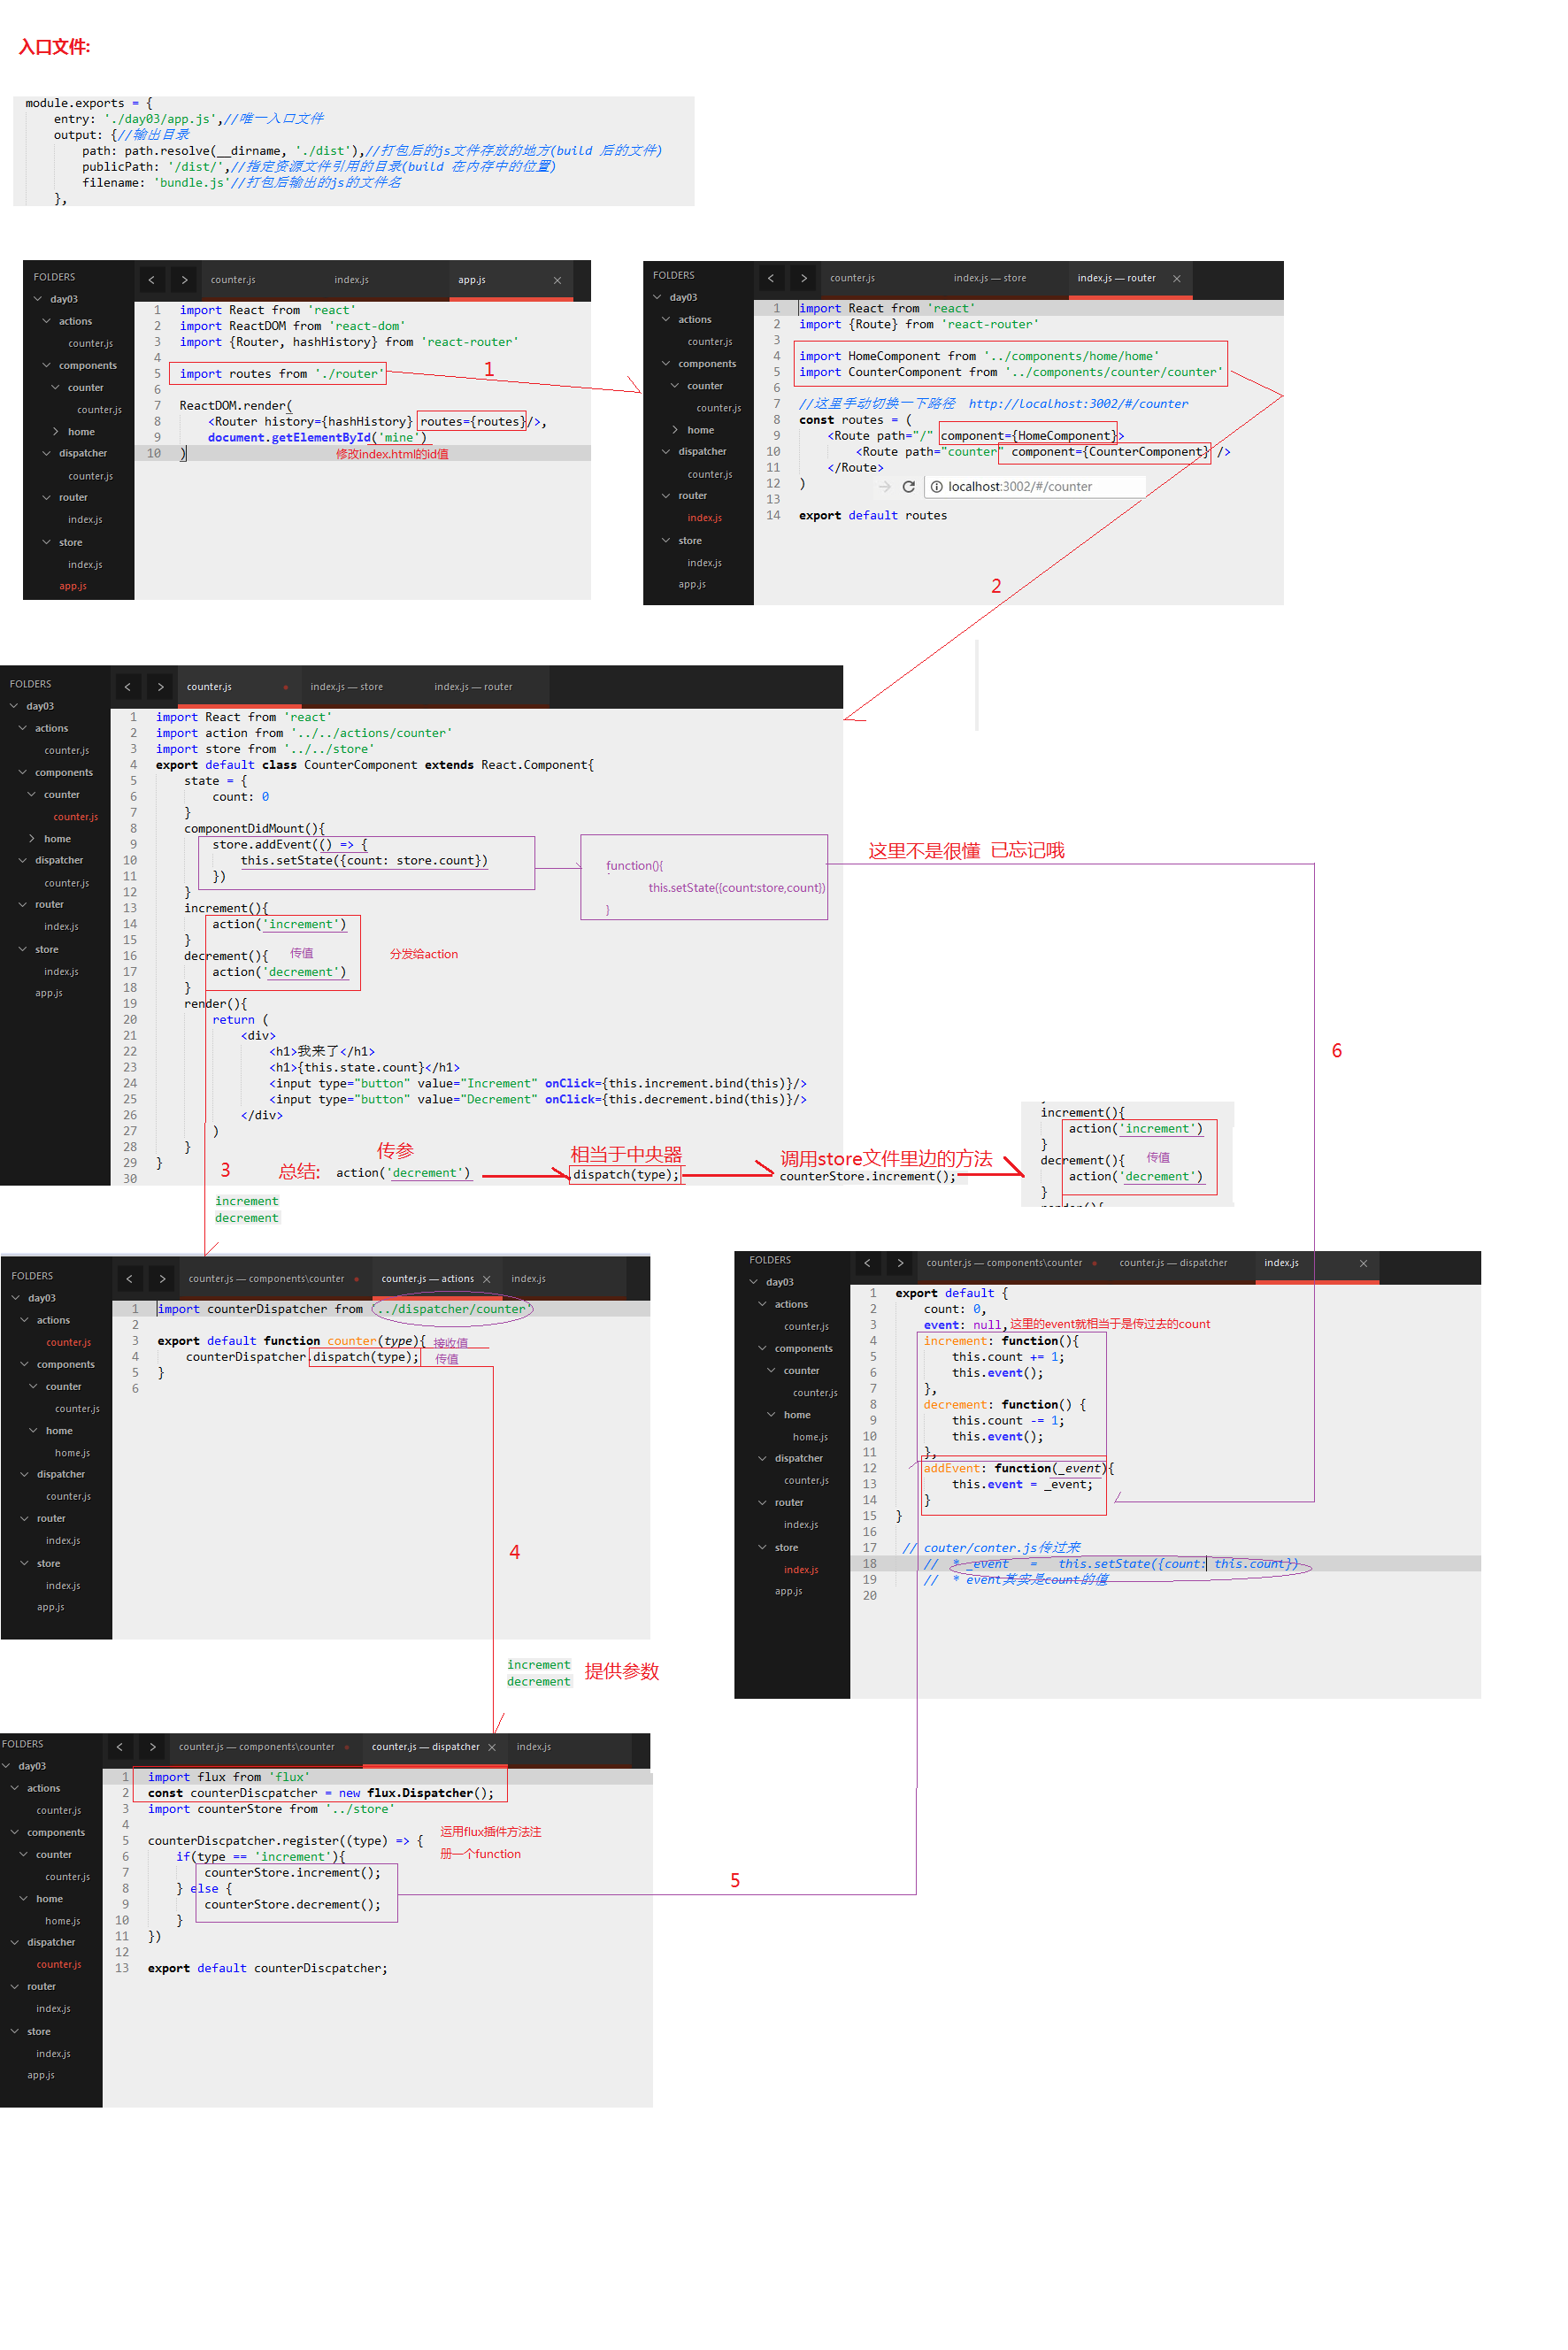 入口文件:
module.exports = {
entry: './day03/app.js',//唯一入口文件
output: {//输出目录
path: path.resolve(__dirname, './dist'),//打包后的js文件存放的地方(build 后的文件)
publicPath: '/dist/',//指定资源文件引用的目录(build 在内存中的位置)
filename: 'bundle.js'//打包后输出的js的文件名
},
FOLDERS
day03
actions
counter.js
components
counter
counter.js
home
dispatcher
counter.js
router
index.js
store
index.js
app.js
< > counter.js index.js app.js ×
1 import React from 'react'
2 import ReactDOM from 'react-dom'
3 import {Router, hashHistory} from 'react-router'
4
5 import routes from './router'
6
7 ReactDOM.render(
8 <Router history={hashHistory} routes={routes}/>,
9 document.getElementById('mine')
10 )
修改index.html的id值
1
FOLDERS
day03
actions
counter.js
components
counter
counter.js
home
dispatcher
counter.js
router
index.js
store
index.js
app.js
< > counter.js index.js — store index.js — router ×
1 import React from 'react'
2 import {Route} from 'react-router'
3
4 import HomeComponent from '../components/home/home'
5 import CounterComponent from '../components/counter/counter'
6
7 //这里手动切换一下路径 http://localhost:3002/#/counter
8 const routes = (
9 <Route path="/" component={HomeComponent}>
10 <Route path="counter" component={CounterComponent} />
11 </Route>
12 )
localhost:3002/#/counter
13
14 export default routes
2
FOLDERS
day03
actions
counter.js
components
counter
counter.js
home
dispatcher
counter.js
router
index.js
store
index.js
app.js
< > counter.js index.js — store index.js — router
1 import React from 'react'
2 import action from '../../actions/counter'
3 import store from '../../store'
4 export default class CounterComponent extends React.Component{
5 state = {
6 count: 0
7 }
8 componentDidMount(){
9 store.addEvent(() => {
10 this.setState({count: store.count})
11 })
12 }
13 increment(){
14 action('increment')
15 }
16 decrement(){
17 action('decrement')
18 }
19 render(){
20 return (
21 <div>
22 <h1>我来了</h1>
23 <h1>{this.state.count}</h1>
24 <input type="button" value="Increment" onClick={this.increment.bind(this)}/>
25 <input type="button" value="Decrement" onClick={this.decrement.bind(this)}/>
26 </div>
27 )
28 }
29 }
30
function(){
this.setState({count:store,count})
}
这里不是很懂 已忘记哦
传值
分发给action
6
3
increment
decrement
总结:
传参
action('decrement')
相当于中央器
dispatch(type);
调用store文件里边的方法
counterStore.increment();
increment(){
action('increment')
}
传值
decrement(){
action('decrement')
}
FOLDERS
day03
actions
counter.js
components
counter
counter.js
home
home.js
dispatcher
counter.js
router
index.js
store
index.js
app.js
< > counter.js — components\counter counter.js — actions × index.js
1 import counterDispatcher from '../dispatcher/counter'
2
3 export default function counter(type){ 接收值
4 counterDispatcher.dispatch(type); 传值
5 }
6
4
FOLDERS
day03
actions
counter.js
components
counter
counter.js
home
home.js
dispatcher
counter.js
router
index.js
store
index.js
app.js
< > counter.js — components\counter counter.js — dispatcher index.js ×
1 export default {
2 count: 0,
3 event: null, 这里的event就相当于是传过去的count
4 increment: function(){
5 this.count += 1;
6 this.event();
7 },
8 decrement: function() {
9 this.count -= 1;
10 this.event();
11 },
12 addEvent: function(_event){
13 this.event = _event;
14 }
15 }
16
17 // couter/conter.js传过来
18 // * _event = this.setState({count: this.count})
19 // * event其实是count的值
20
increment
decrement
提供参数
FOLDERS
day03
actions
counter.js
components
counter
counter.js
home
home.js
dispatcher
counter.js
router
index.js
store
index.js
app.js
< > counter.js — components\counter counter.js — dispatcher × index.js
1 import flux from 'flux'
2 const counterDiscpatcher = new flux.Dispatcher();
3 import counterStore from '../store'
4
5 counterDiscpatcher.register((type) => {
6 if(type == 'increment'){
7 counterStore.increment();
8 } else {
9 counterStore.decrement();
10 }
11 })
12
13 export default counterDiscpatcher;
运用flux插件方法注
册一个function
5